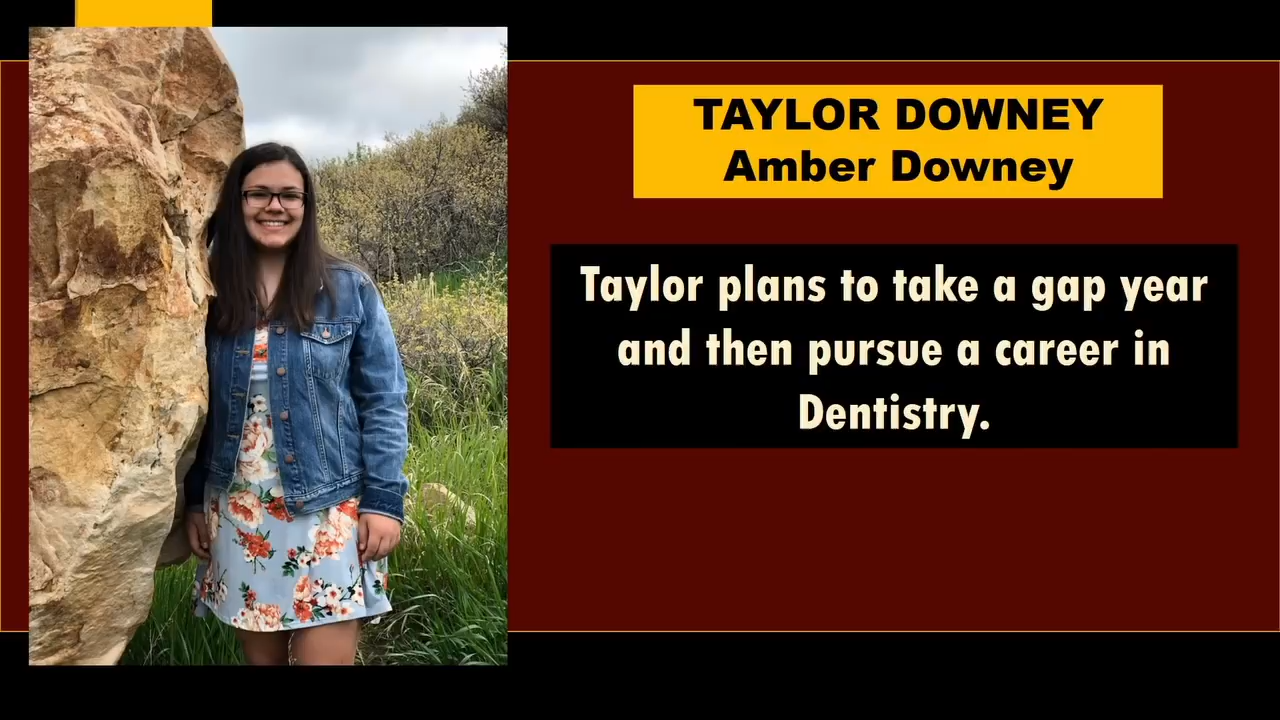 TAYLOR DOWNEY
Amber Downey
Taylor plans to take a gap year
and then pursue a career in
Dentistry.